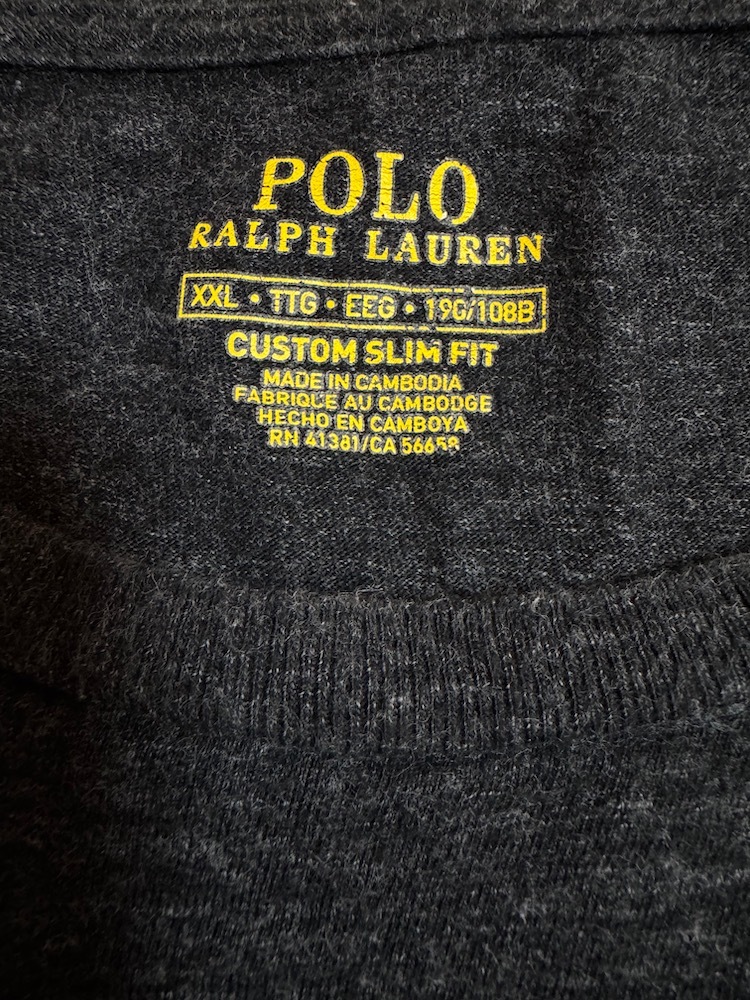 POLO
RALPH LAUREN
XXL • TTG • EEG • 190/108B
CUSTOM SLIM FIT
MADE IN CAMBODIA
FABRIQUE AU CAMBODGE
HECHO EN CAMBOYA
RN 41381/CA 56658